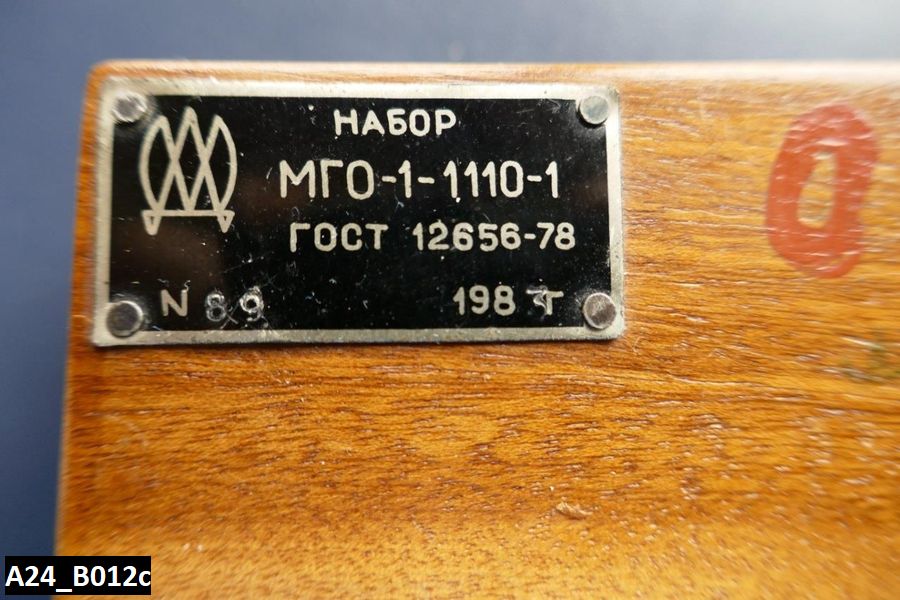 НАБОР
МГО-1-1110-1
ГОСТ 12656-78
N 89
198 г
A24_B012c